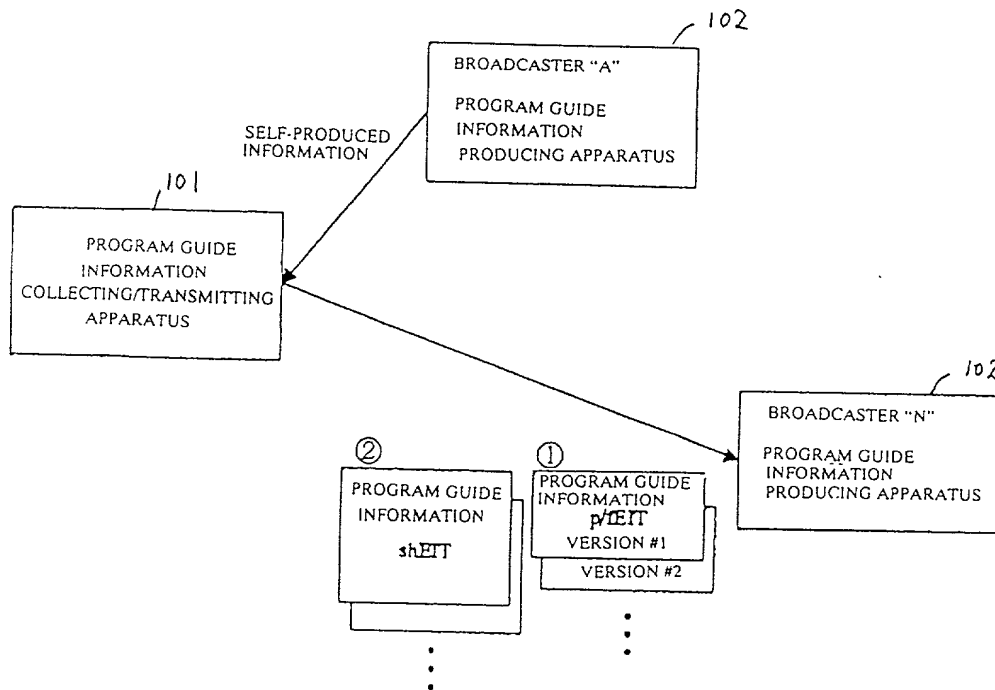 102
BROADCASTER "A"
PROGRAM GUIDE
INFORMATION
PRODUCING APPARATUS
SELF-PRODUCED
INFORMATION
101
PROGRAM GUIDE
INFORMATION
COLLECTING/TRANSMITTING
APPARATUS
102
BROADCASTER "N"
PROGRAM GUIDE
INFORMATION
PRODUCING APPARATUS
②
PROGRAM GUIDE
INFORMATION
shEIT
①
PROGRAM GUIDE
INFORMATION
p/fEIT
VERSION #1
VERSION #2